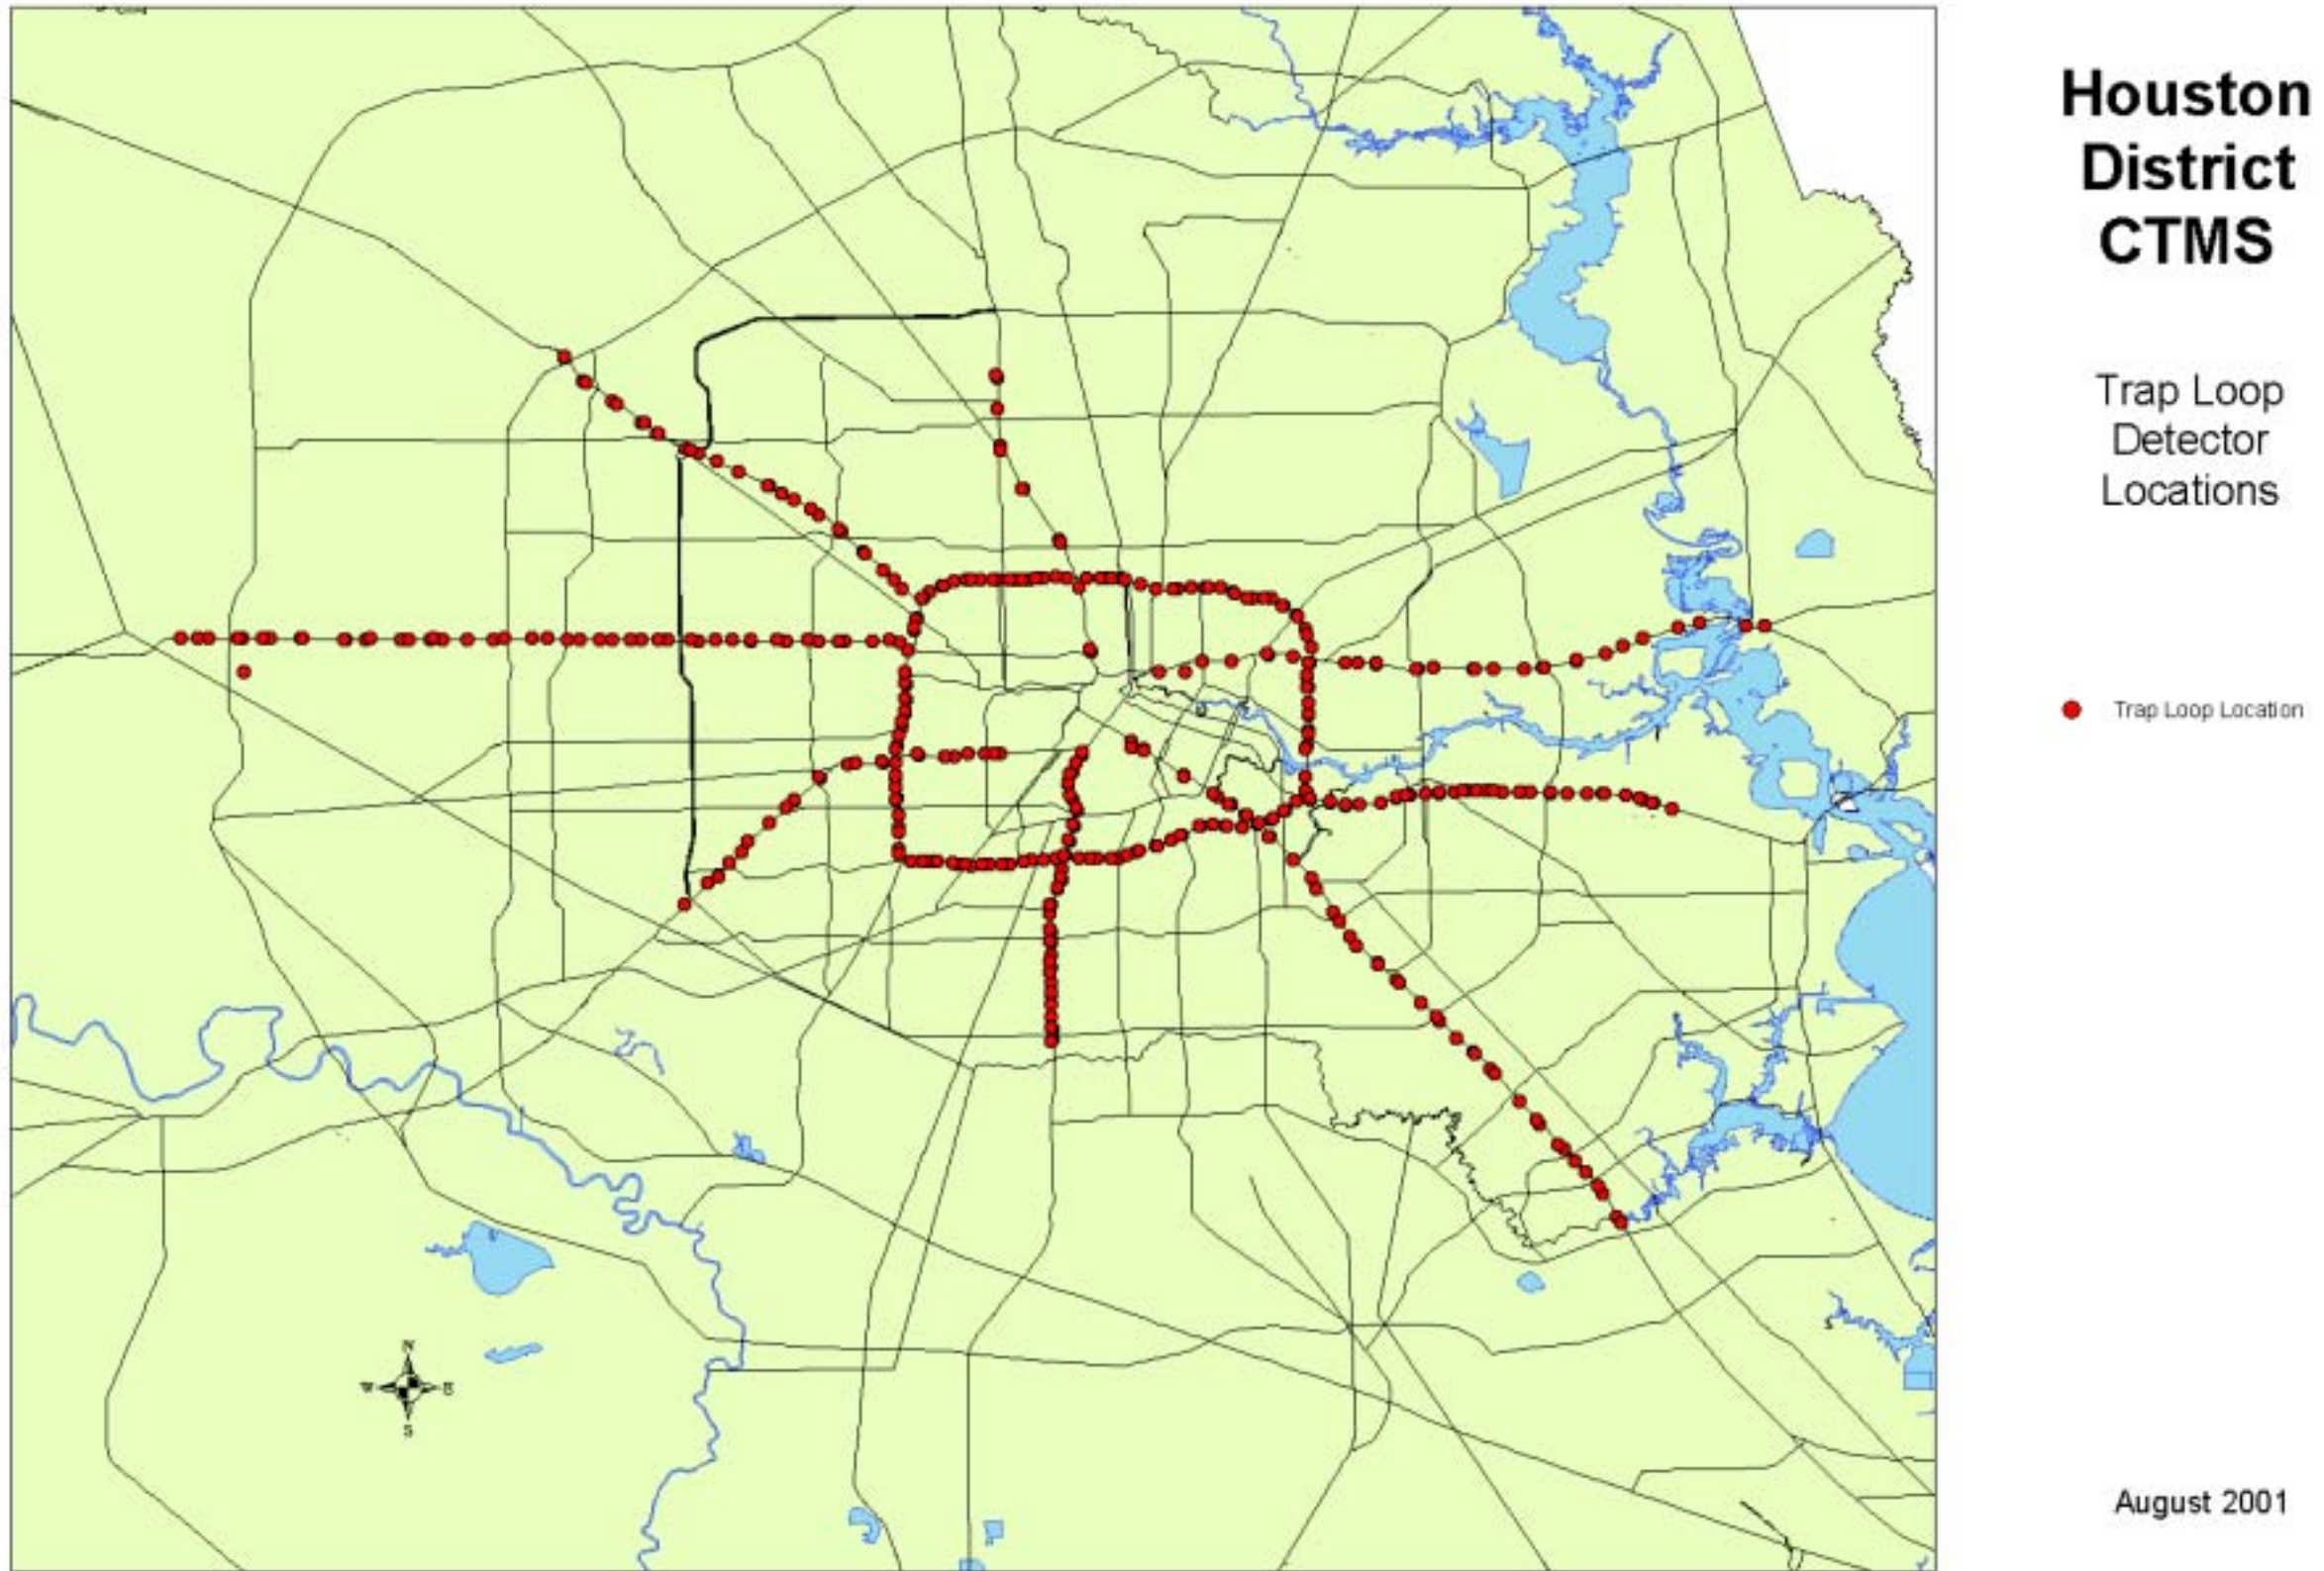 Houston
District
CTMS
Trap Loop
Detector
Locations
Trap Loop Location
N
W E
S
August 2001